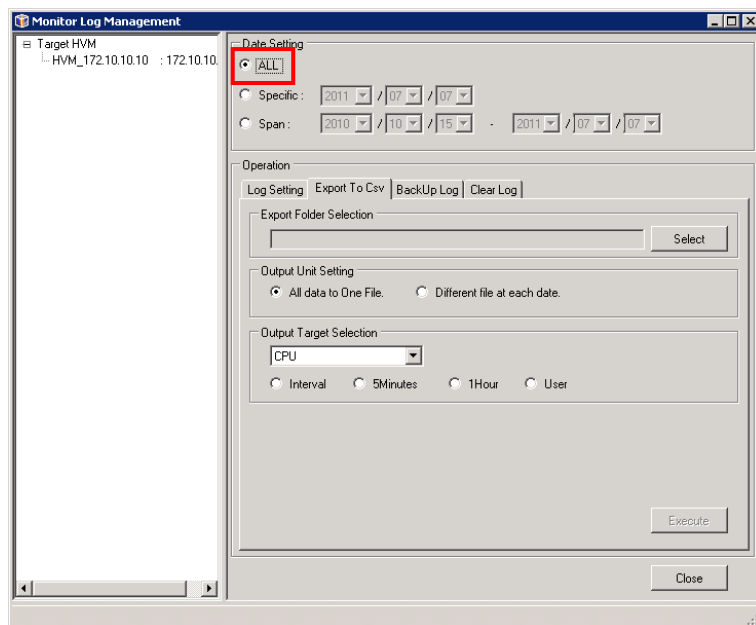 Monitor Log Management
Target HVM
HVM_172.10.10.10 : 172.10.10.
Date Setting
ALL
Specific : 2011 / 07 / 07
Span : 2010 / 10 / 15 - 2011 / 07 / 07
Operation
Log Setting Export To Csv BackUp Log Clear Log
Export Folder Selection
Select
Output Unit Setting
All data to One File. Different file at each date.
Output Target Selection
CPU
Interval 5Minutes 1Hour User
Execute
Close